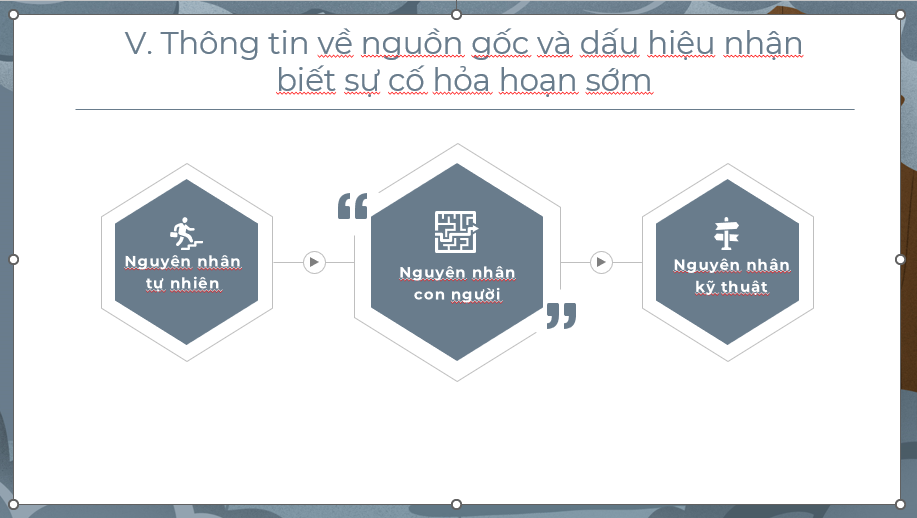 V. Thông tin về nguồn gốc và dấu hiệu nhận
biết sự cố hỏa hoạn sớm
“
Nguyên nhân
tự nhiên
Nguyên nhân
con người
Nguyên nhân
kỹ thuật
”